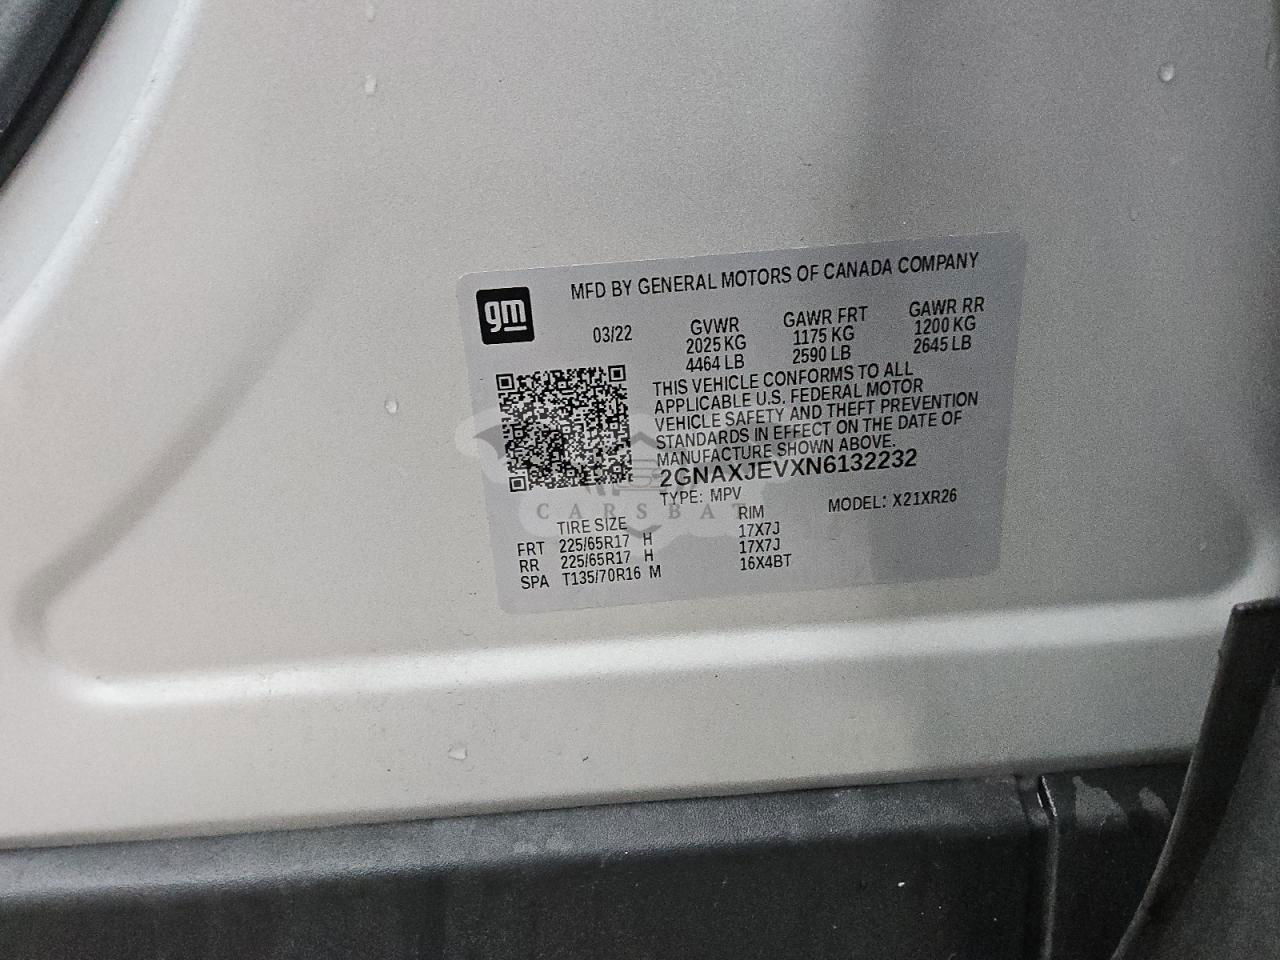 gm
MFD BY GENERAL MOTORS OF CANADA COMPANY
03/22
GVWR
2025 KG
4464 LB
GAWR FRT
1175 KG
2590 LB
GAWR RR
1200 KG
2645 LB
THIS VEHICLE CONFORMS TO ALL
APPLICABLE U.S. FEDERAL MOTOR
VEHICLE SAFETY AND THEFT PREVENTION
STANDARDS IN EFFECT ON THE DATE OF
MANUFACTURE SHOWN ABOVE.
2GNAXJEVXN6132232
TYPE: MPV MODEL: X21XR26
CARSBAT
TIRE SIZE RIM
FRT 225/65R17 H 17X7J
RR 225/65R17 H 17X7J
SPA T135/70R16 M 16X4BT